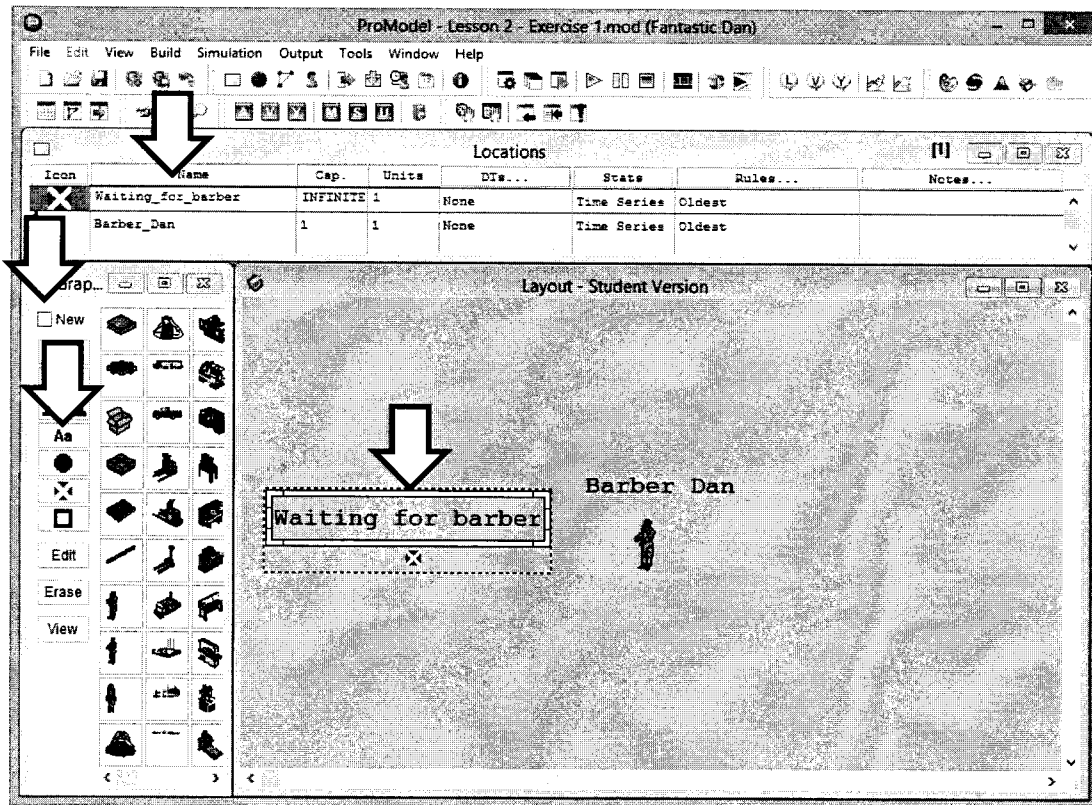 ProModel - Lesson 2 - Exercise 1.mod (Fantastic Dan)
File Edit View Build Simulation Output Tools Window Help
Locations [1]
Icon Name Cap. Units DTs... Stats Rules... Notes...
Waiting_for_barber INFINITE 1 None Time Series Oldest
Barber_Dan 1 1 None Time Series Oldest
Layout - Student Version
New
Aa
Edit
Erase
View
Barber Dan
Waiting for barber